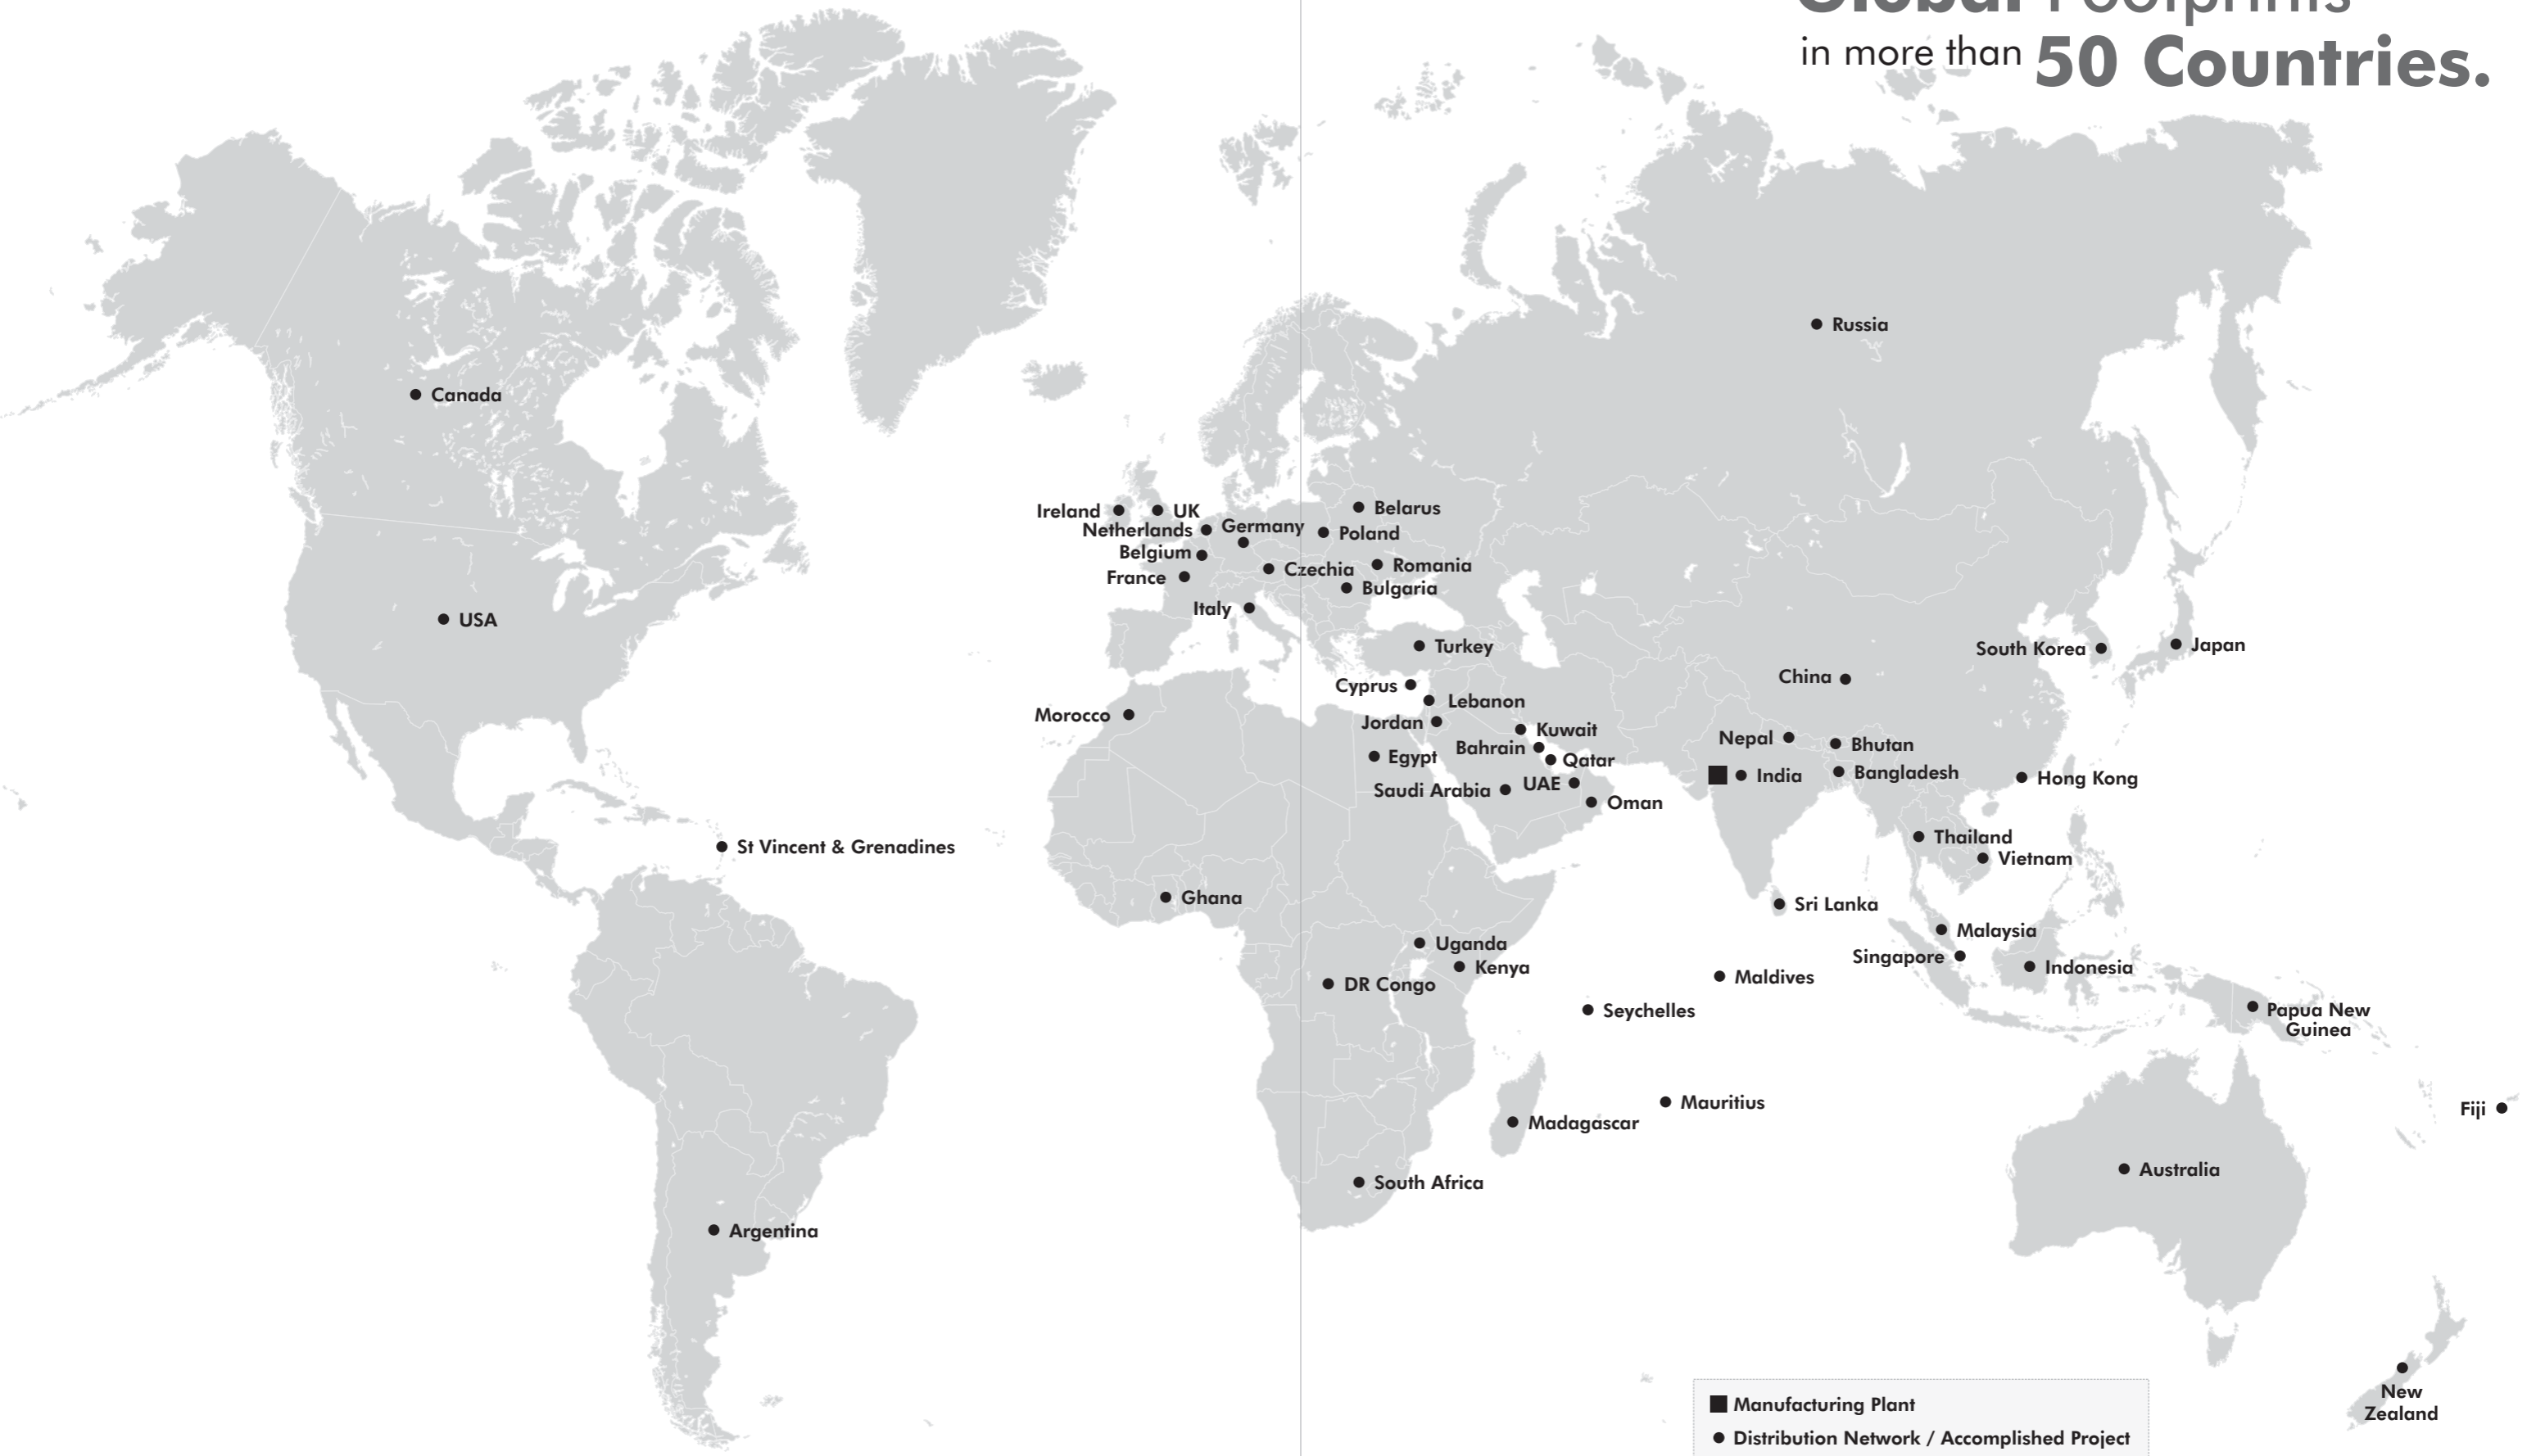 Global Footprints
in more than 50 Countries.
Russia
Canada
Ireland
UK
Belarus
Netherlands
Germany
Poland
Belgium
France
Czechia
Romania
Bulgaria
Italy
USA
Turkey
South Korea
Japan
China
Cyprus
Lebanon
Morocco
Jordan
Kuwait
Nepal
Bhutan
Bahrain
Egypt
Qatar
India
Bangladesh
Hong Kong
Saudi Arabia
UAE
Oman
Thailand
St Vincent & Grenadines
Vietnam
Ghana
Sri Lanka
Malaysia
Uganda
Singapore
Kenya
Indonesia
Maldives
DR Congo
Seychelles
Papua New
Guinea
Mauritius
Fiji
Madagascar
Australia
South Africa
Argentina
New
Zealand
Manufacturing Plant
Distribution Network / Accomplished Project